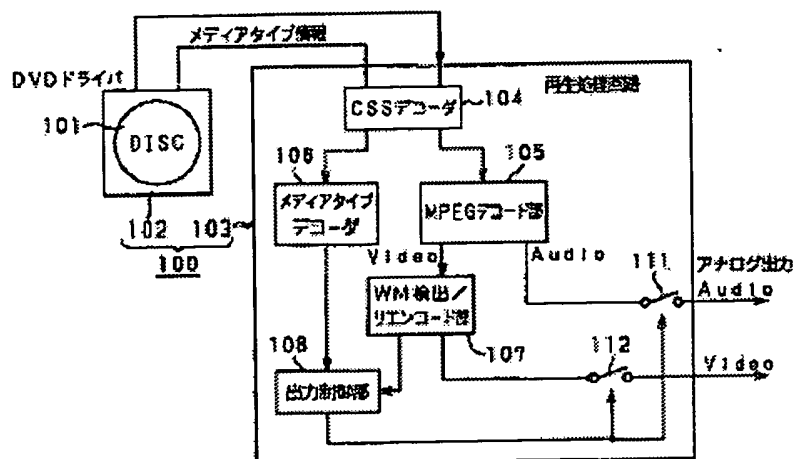 メディアタイプ情報
DVDドライバ
101
DISC
102
103
100
再生処理回路
CSSデコーダ
104
106
メディアタイプ
デコーダ
105
MPEGデコード部
Video
Audio
WM検出/
リエンコード部
107
108
出力制御部
111
アナログ出力
Audio
112
Video